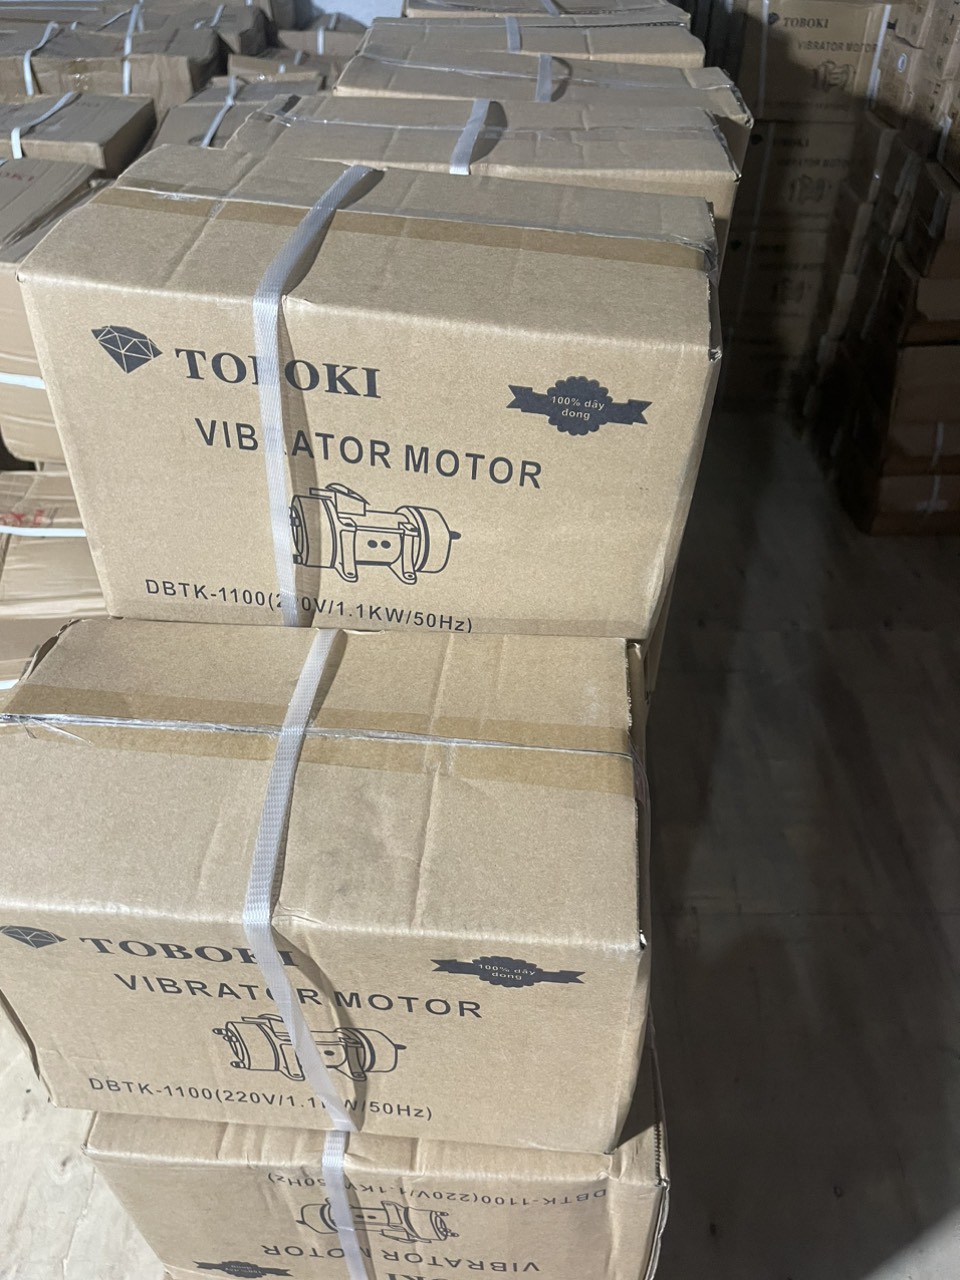 TOBOKI
VIBRATOR MOTOR
TOBOKI
100% dây
dong
VIBRATOR MOTOR
DBTK-1100(220V/1.1KW/50Hz)
TOBOKI
100% dây
dong
VIBRATOR MOTOR
DBTK-1100(220V/1.1KW/50Hz)
DBTK-1100(220V/1.1KW/50Hz)
VIBRATOR MOTOR